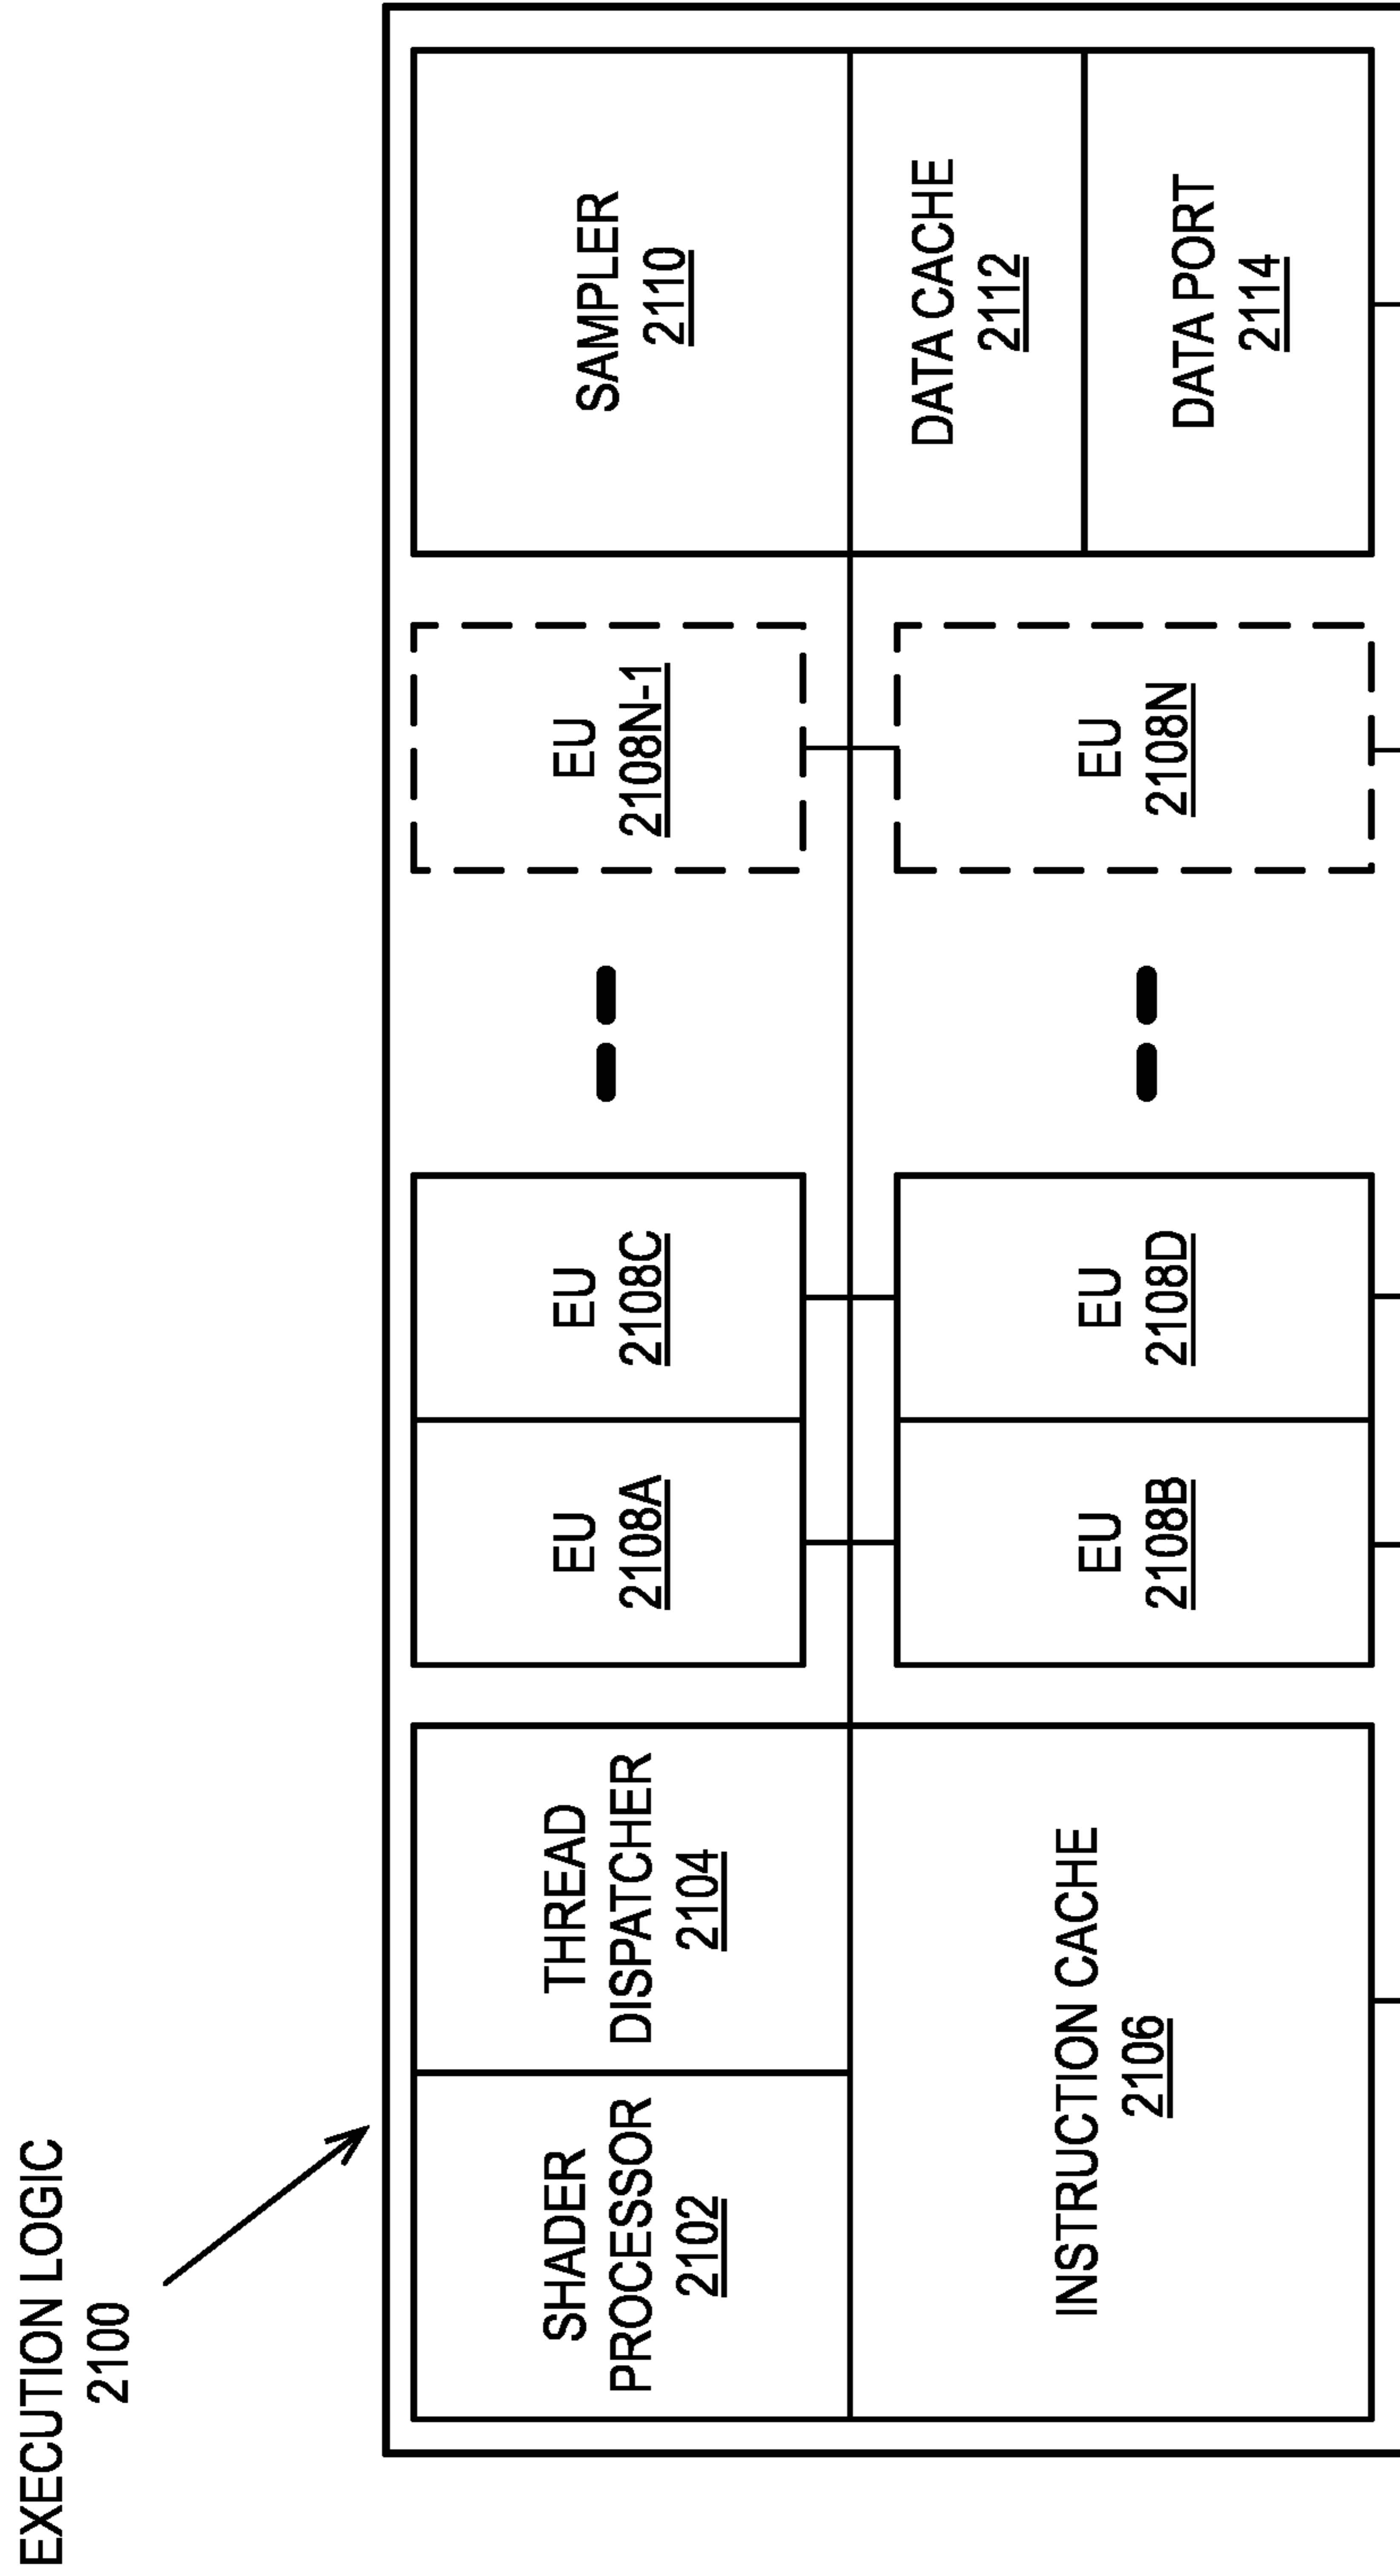 EXECUTION LOGIC
2100
SHADER
PROCESSOR
2102
THREAD
DISPATCHER
2104
INSTRUCTION CACHE
2106
EU
2108A
EU
2108C
EU
2108B
EU
2108D
EU
2108N-1
EU
2108N
SAMPLER
2110
DATA CACHE
2112
DATA PORT
2114